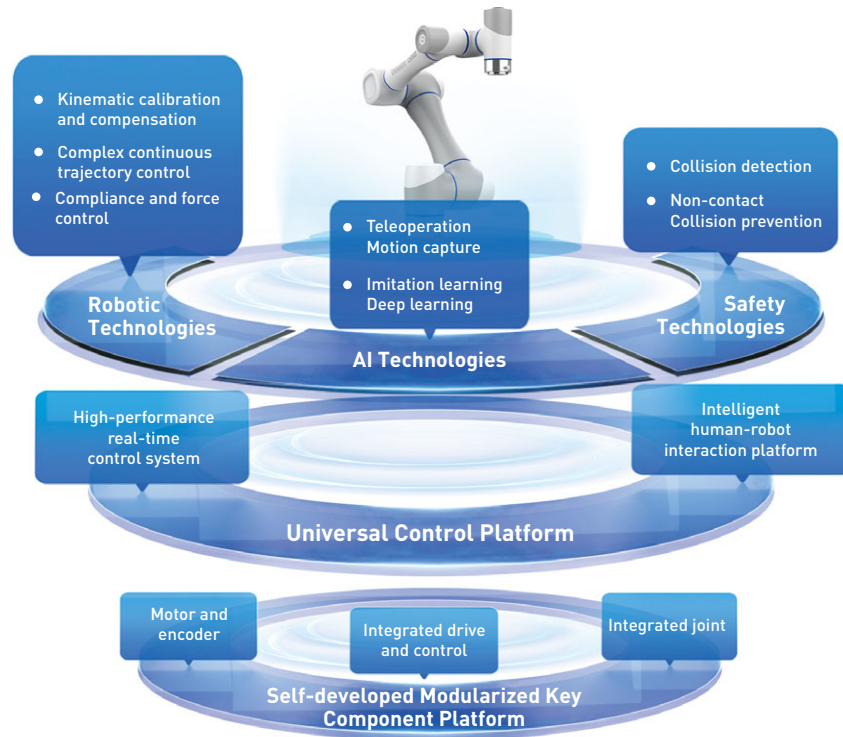 Kinematic calibration
and compensation
Complex continuous
trajectory control
Compliance and force
control
Teleoperation
Motion capture
Imitation learning
Deep learning
Collision detection
Non-contact
Collision prevention
Robotic
Technologies
AI Technologies
Safety
Technologies
High-performance
real-time
control system
Intelligent
human-robot
interaction platform
Universal Control Platform
Motor and
encoder
Integrated drive
and control
Integrated joint
Self-developed Modularized Key
Component Platform